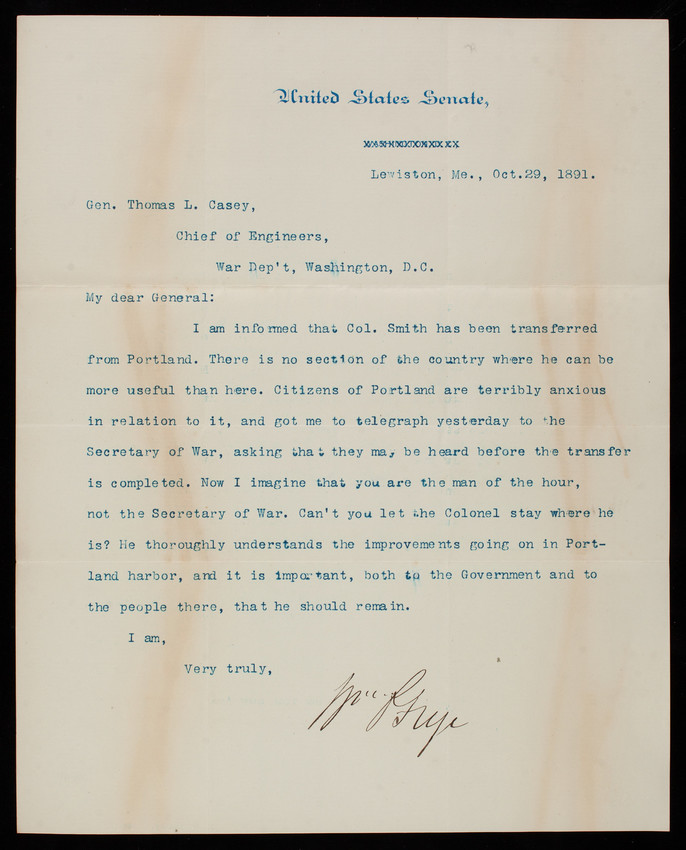 United States Senate,
Lewiston, Me., Oct.29, 1891.
Gen. Thomas L. Casey,
Chief of Engineers,
War Dep't, Washington, D.C.
My dear General:
I am informed that Col. Smith has been transferred
from Portland. There is no section of the country where he can be
more useful than here. Citizens of Portland are terribly anxious
in relation to it, and got me to telegraph yesterday to the
Secretary of War, asking that they may be heard before the transfer
is completed. Now I imagine that you are the man of the hour,
not the Secretary of War. Can't you let the Colonel stay where he
is? He thoroughly understands the improvements going on in Port-
land harbor, and it is important, both to the Government and to
the people there, that he should remain.
I am,
Very truly,
Wm P Frye